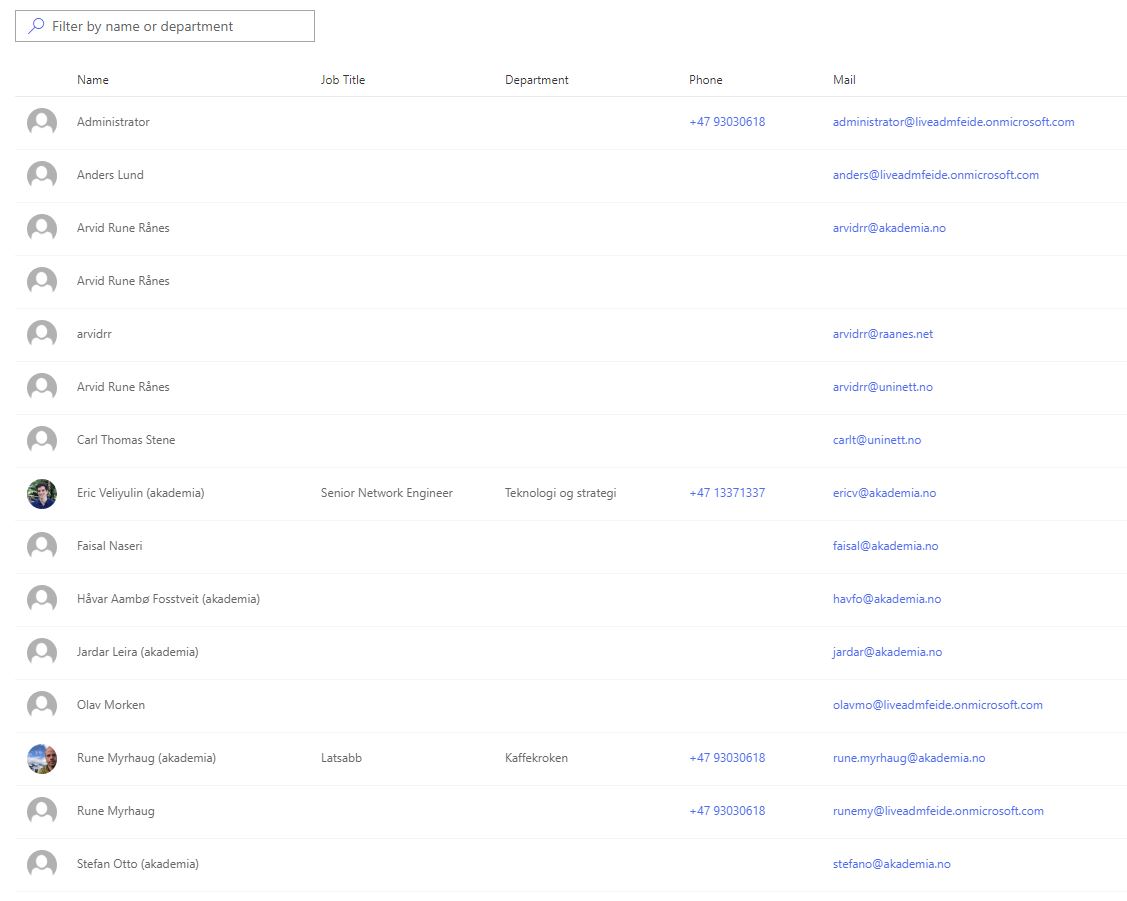 Filter by name or department
Name Job Title Department Phone Mail
Administrator +47 93030618 administrator@liveadmfeide.onmicrosoft.com
Anders Lund anders@liveadmfeide.onmicrosoft.com
Arvid Rune Rånes arvidrr@akademia.no
Arvid Rune Rånes
arvidrr arvidrr@raanes.net
Arvid Rune Rånes arvidrr@uninett.no
Carl Thomas Stene carlt@uninett.no
Eric Veliyulin (akademia) Senior Network Engineer Teknologi og strategi +47 13371337 ericv@akademia.no
Faisal Naseri faisal@akademia.no
Håvar Aambø Fosstveit (akademia) havfo@akademia.no
Jardar Leira (akademia) jardar@akademia.no
Olav Morken olavmo@liveadmfeide.onmicrosoft.com
Rune Myrhaug (akademia) Latsabb Kaffekroken +47 93030618 rune.myrhaug@akademia.no
Rune Myrhaug +47 93030618 runemy@liveadmfeide.onmicrosoft.com
Stefan Otto (akademia) stefano@akademia.no